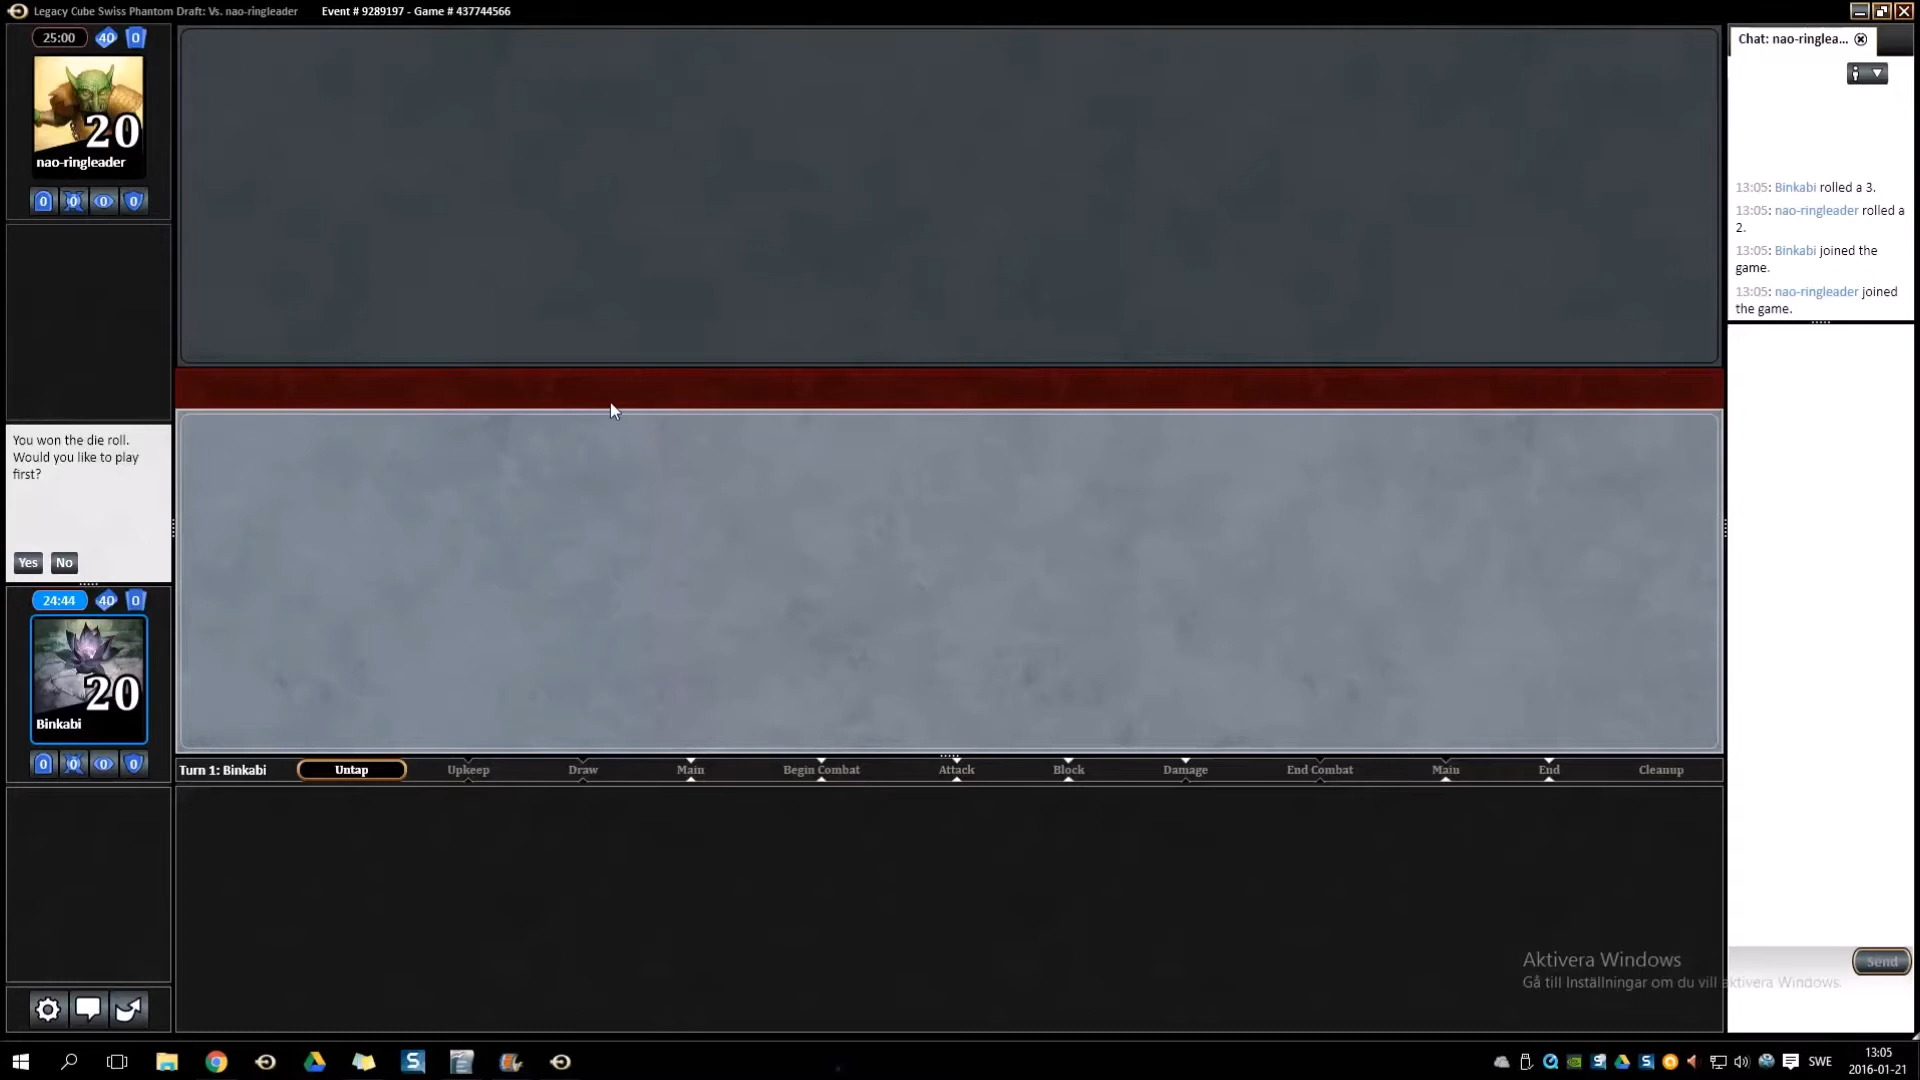 Legacy Cube Swiss Phantom Draft: Vs. nao-ringleader
Event # 9289197 - Game # 437744566
25:00
40
0
20
nao-ringleader
0
0
0
0
You won the die roll.
Would you like to play
first?
Yes
No
24:44
40
0
20
Binkabi
0
0
0
0
Turn 1: Binkabi
Untap
Upkeep
Draw
Main
Begin Combat
Attack
Block
Damage
End Combat
Main
End
Cleanup
Chat: nao-ringlea...
13:05: Binkabi rolled a 3.
13:05: nao-ringleader rolled a
2.
13:05: Binkabi joined the
game.
13:05: nao-ringleader joined
the game.
Send
Aktivera Windows
Gå till Inställningar om du vill aktivera Windows.
SWE
13:05
2016-01-21